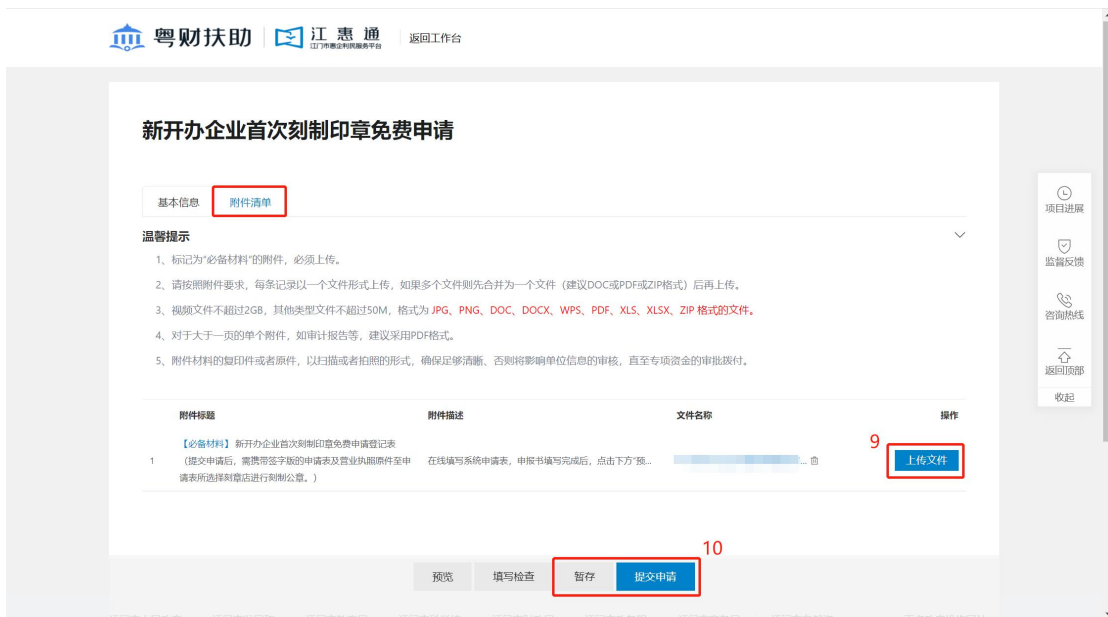 粤财扶助
江惠通
江门市惠企利民服务平台
返回工作台
新开办企业首次刻制印章免费申请
基本信息
附件清单
温馨提示
1、标记为“必备材料”的附件，必须上传。
2、请按照附件要求，每条记录以一个文件形式上传，如果多个文件则先合并为一个文件（建议DOC或PDF或ZIP格式）后再上传。
3、视频文件不超过2GB，其他类型文件不超过50M，格式为 JPG、PNG、DOC、DOCX、WPS、PDF、XLS、XLSX、ZIP 格式的文件。
4、对于大于一页的单个附件，如审计报告等，建议采用PDF格式。
5、附件材料的复印件或者原件，以扫描或者拍照的形式，确保足够清晰、否则将影响单位信息的审核，直至专项资金的审批拨付。
附件标题
附件描述
文件名称
操作
1
【必备材料】新开办企业首次刻制印章免费申请登记表
（提交申请后，需携带签字版的申请表及营业执照原件至申
请表所选择刻章店进行刻制公章。）
在线填写系统申请表，申报书填写完成后，点击下方“预...
...
9
上传文件
10
预览
填写检查
暂存
提交申请
项目进展
监督反馈
咨询热线
返回顶部
收起